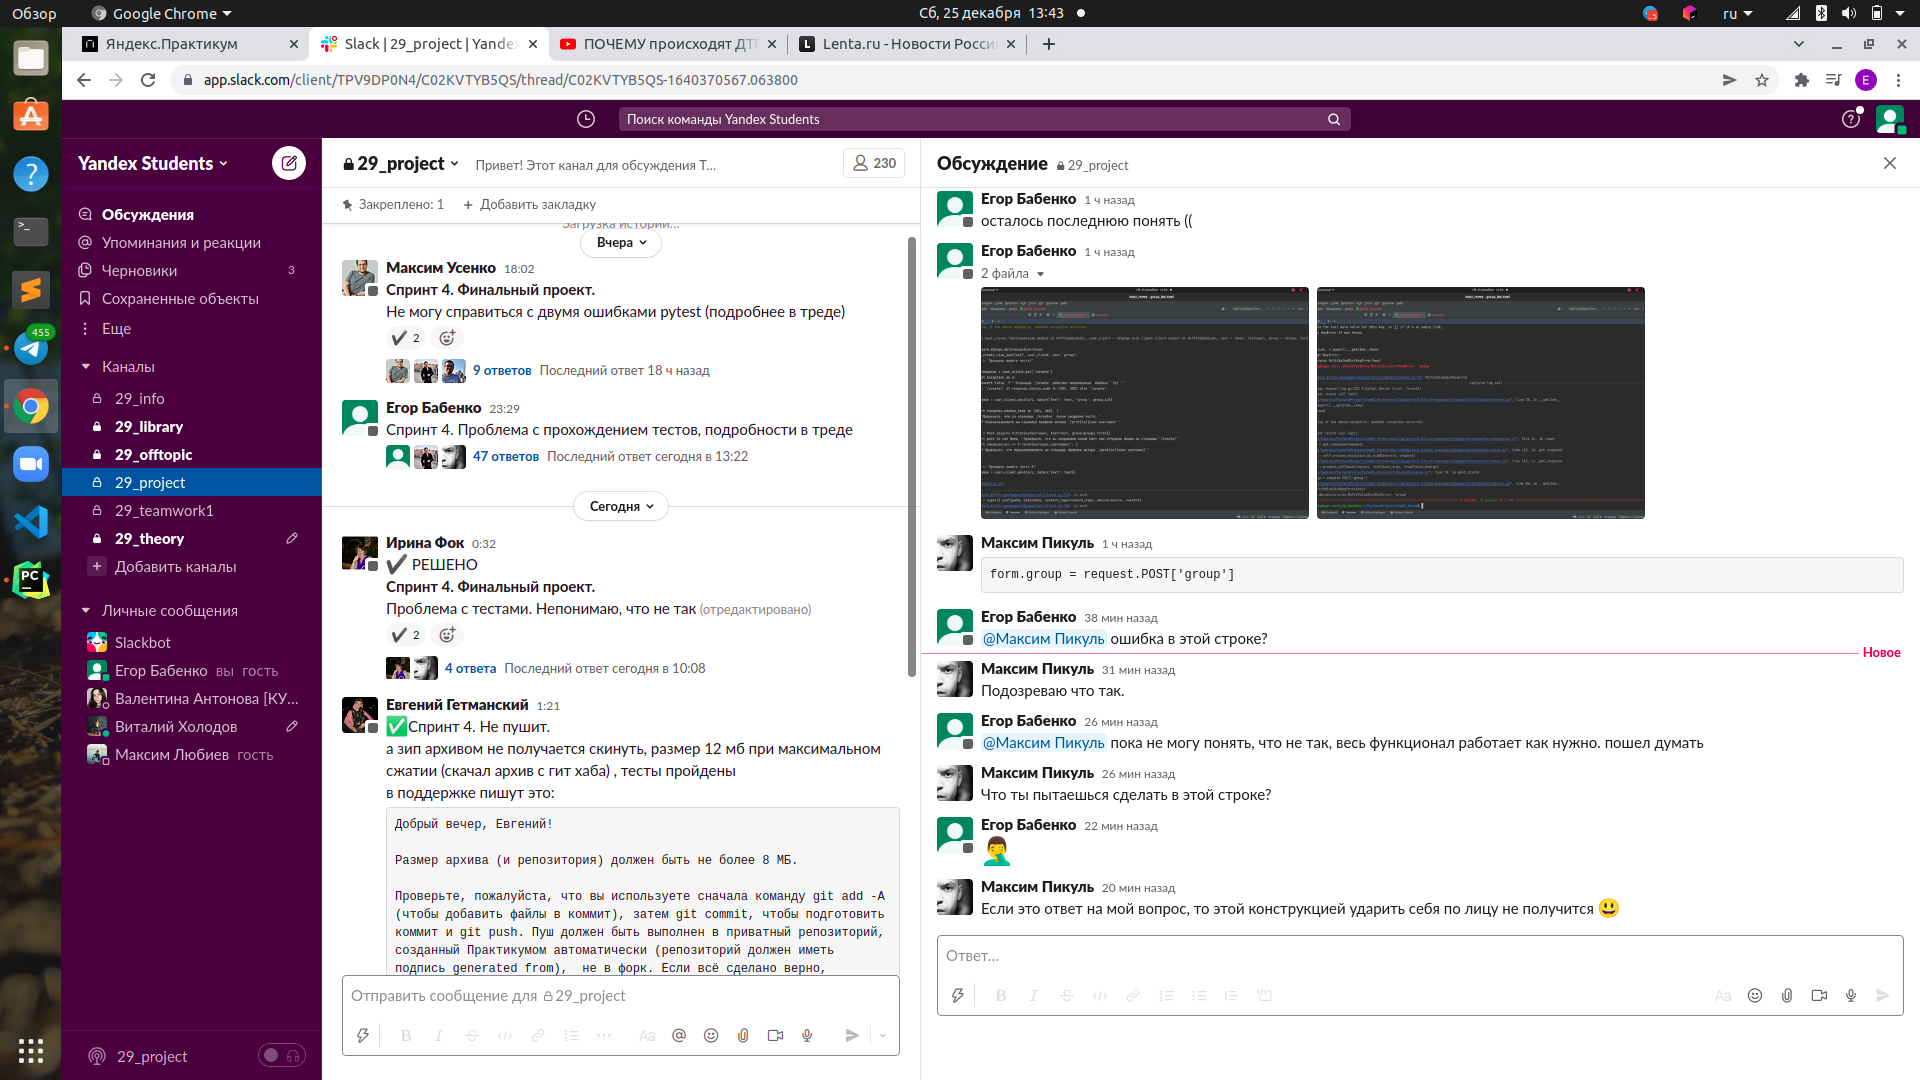 Обзор
Google Chrome
Сб, 25 декабря 13:43
ru
Яндекс.Практикум
Slack | 29_project | Yande
ПОЧЕМУ происходят ДТ
Lenta.ru - Новости Росси
app.slack.com/client/TPV9DP0N4/C02KVTYB5QS/thread/C02KVTYB5QS-1640370567.063800
E
Поиск команды Yandex Students
Yandex Students
Обсуждения
Упоминания и реакции
Черновики 3
Сохраненные объекты
Еще
Каналы
29_info
29_library
29_offtopic
29_project
29_teamwork1
29_theory
Добавить каналы
Личные сообщения
Slackbot
Егор Бабенко вы гость
Валентина Антонова [КУ...
Виталий Холодов
Максим Любиев гость
29_project
455
PC
29_project
Привет! Этот канал для обсуждения Т...
230
Закреплено: 1
Добавить закладку
Загрузка истории...
Вчера
Максим Усенко 18:02
Спринт 4. Финальный проект.
Не могу справиться с двумя ошибками pytest (подробнее в треде)
2
9 ответов Последний ответ 18 ч назад
Егор Бабенко 23:29
Спринт 4. Проблема с прохождением тестов, подробности в треде
47 ответов Последний ответ сегодня в 13:22
Сегодня
Ирина Фок 0:32
РЕШЕНО
Спринт 4. Финальный проект.
Проблема с тестами. Непонимаю, что не так (отредактировано)
2
4 ответа Последний ответ сегодня в 10:08
Евгений Гетманский 1:21
Спринт 4. Не пушит.
а зип архивом не получается скинуть, размер 12 мб при максимальном
сжатии (скачал архив с гит хаба) , тесты пройдены
в поддержке пишут это:
Добрый вечер, Евгений!
Размер архива (и репозитория) должен быть не более 8 МБ.
Проверьте, пожалуйста, что вы используете сначала команду git add -A
(чтобы добавить файлы в коммит), затем git commit, чтобы подготовить
коммит и git push. Пуш должен быть выполнен в приватный репозиторий,
созданный Практикумом автоматически (репозиторий должен иметь
подпись generated from), не в форк. Если всё сделано верно,
Отправить сообщение для 29_project
Обсуждение 29_project
Егор Бабенко 1 ч назад
осталось последнюю понять ((
Егор Бабенко 1 ч назад
2 файла
Максим Пикуль 1 ч назад
form.group = request.POST['group']
Егор Бабенко 38 мин назад
@Максим Пикуль ошибка в этой строке?
Новое
Максим Пикуль 31 мин назад
Подозреваю что так.
Егор Бабенко 26 мин назад
@Максим Пикуль пока не могу понять, что не так, весь функционал работает как нужно. пошел думать
Максим Пикуль 26 мин назад
Что ты пытаешься сделать в этой строке?
Егор Бабенко 22 мин назад
Максим Пикуль 20 мин назад
Если это ответ на мой вопрос, то этой конструкцией ударить себя по лицу не получится
Ответ...